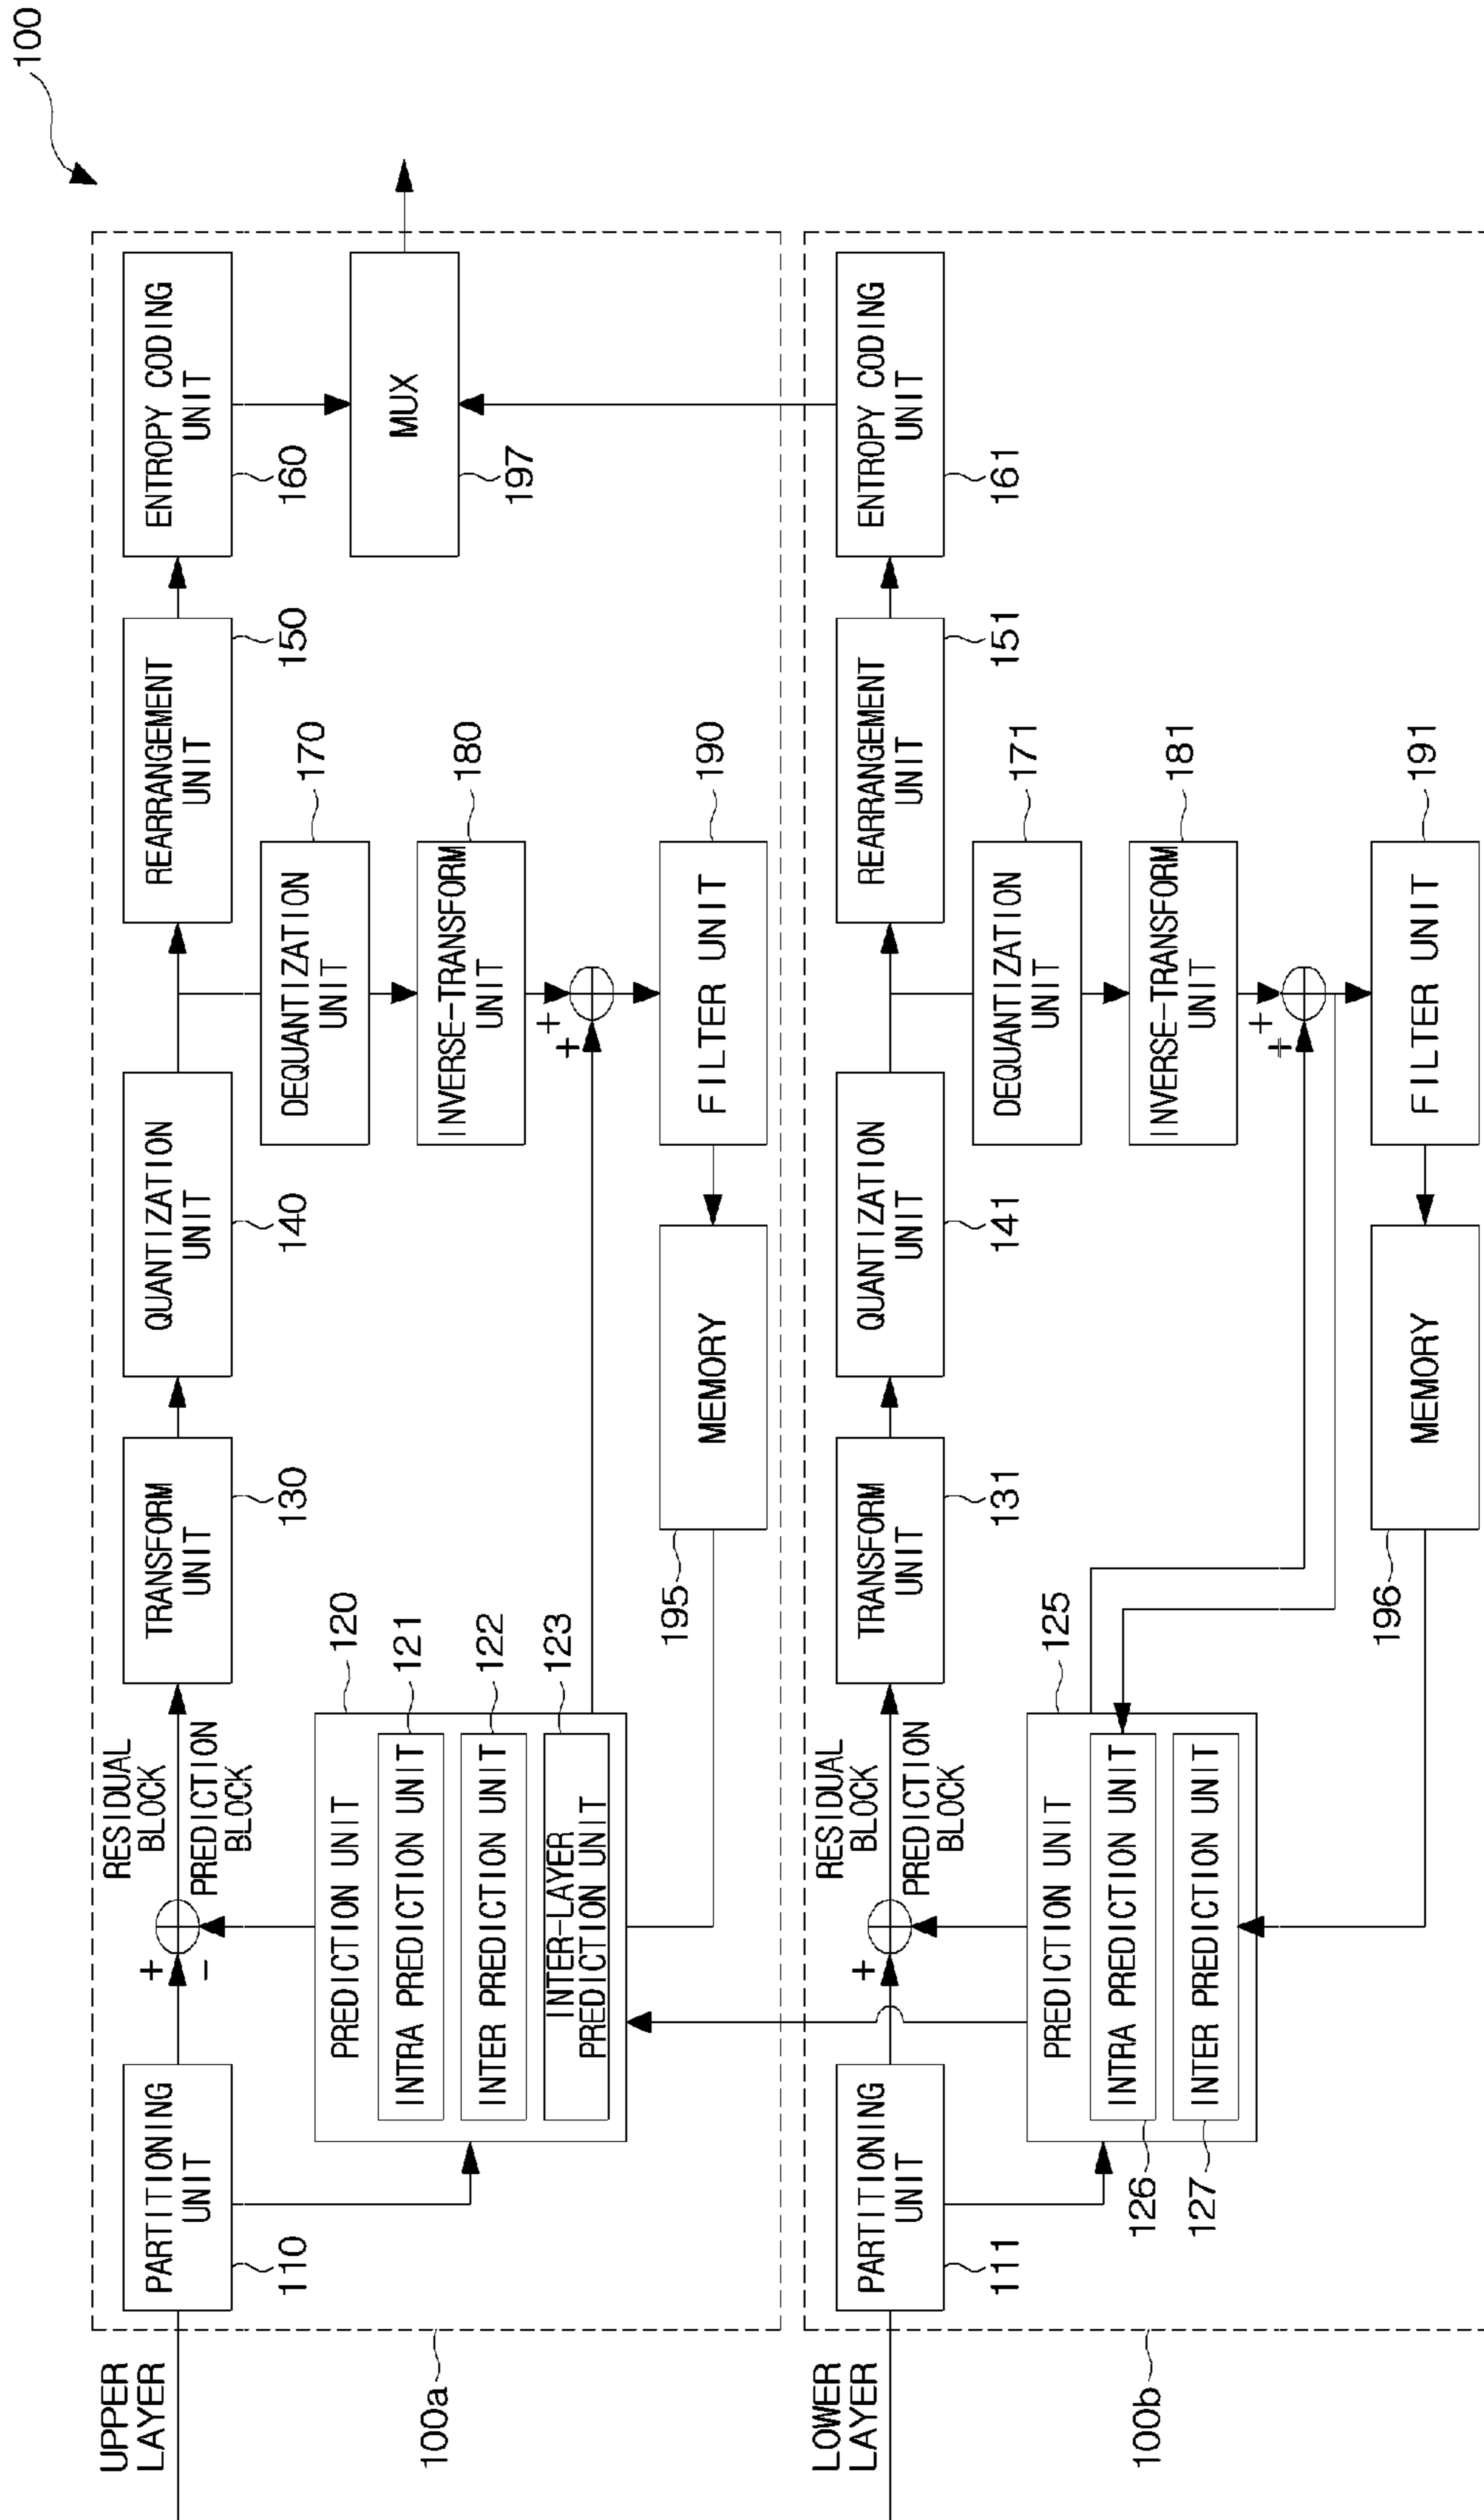 100
UPPER
LAYER
100a
PARTITIONING
UNIT
110
+
-
RESIDUAL
BLOCK
PREDICTION
BLOCK
TRANSFORM
UNIT
130
QUANTIZATION
UNIT
140
REARRANGEMENT
UNIT
150
ENTROPY CODING
UNIT
160
PREDICTION UNIT
120
INTRA PREDICTION UNIT
121
INTER PREDICTION UNIT
122
INTER-LAYER
PREDICTION UNIT
123
DEQUANTIZATION
UNIT
170
INVERSE-TRANSFORM
UNIT
180
+
+
FILTER UNIT
190
MEMORY
195
MUX
197
LOWER
LAYER
100b
PARTITIONING
UNIT
111
+
RESIDUAL
BLOCK
PREDICTION
BLOCK
TRANSFORM
UNIT
131
QUANTIZATION
UNIT
141
REARRANGEMENT
UNIT
151
ENTROPY CODING
UNIT
161
PREDICTION UNIT
125
INTRA PREDICTION UNIT
126
INTER PREDICTION UNIT
127
DEQUANTIZATION
UNIT
171
INVERSE-TRANSFORM
UNIT
181
+
+
FILTER UNIT
191
MEMORY
196